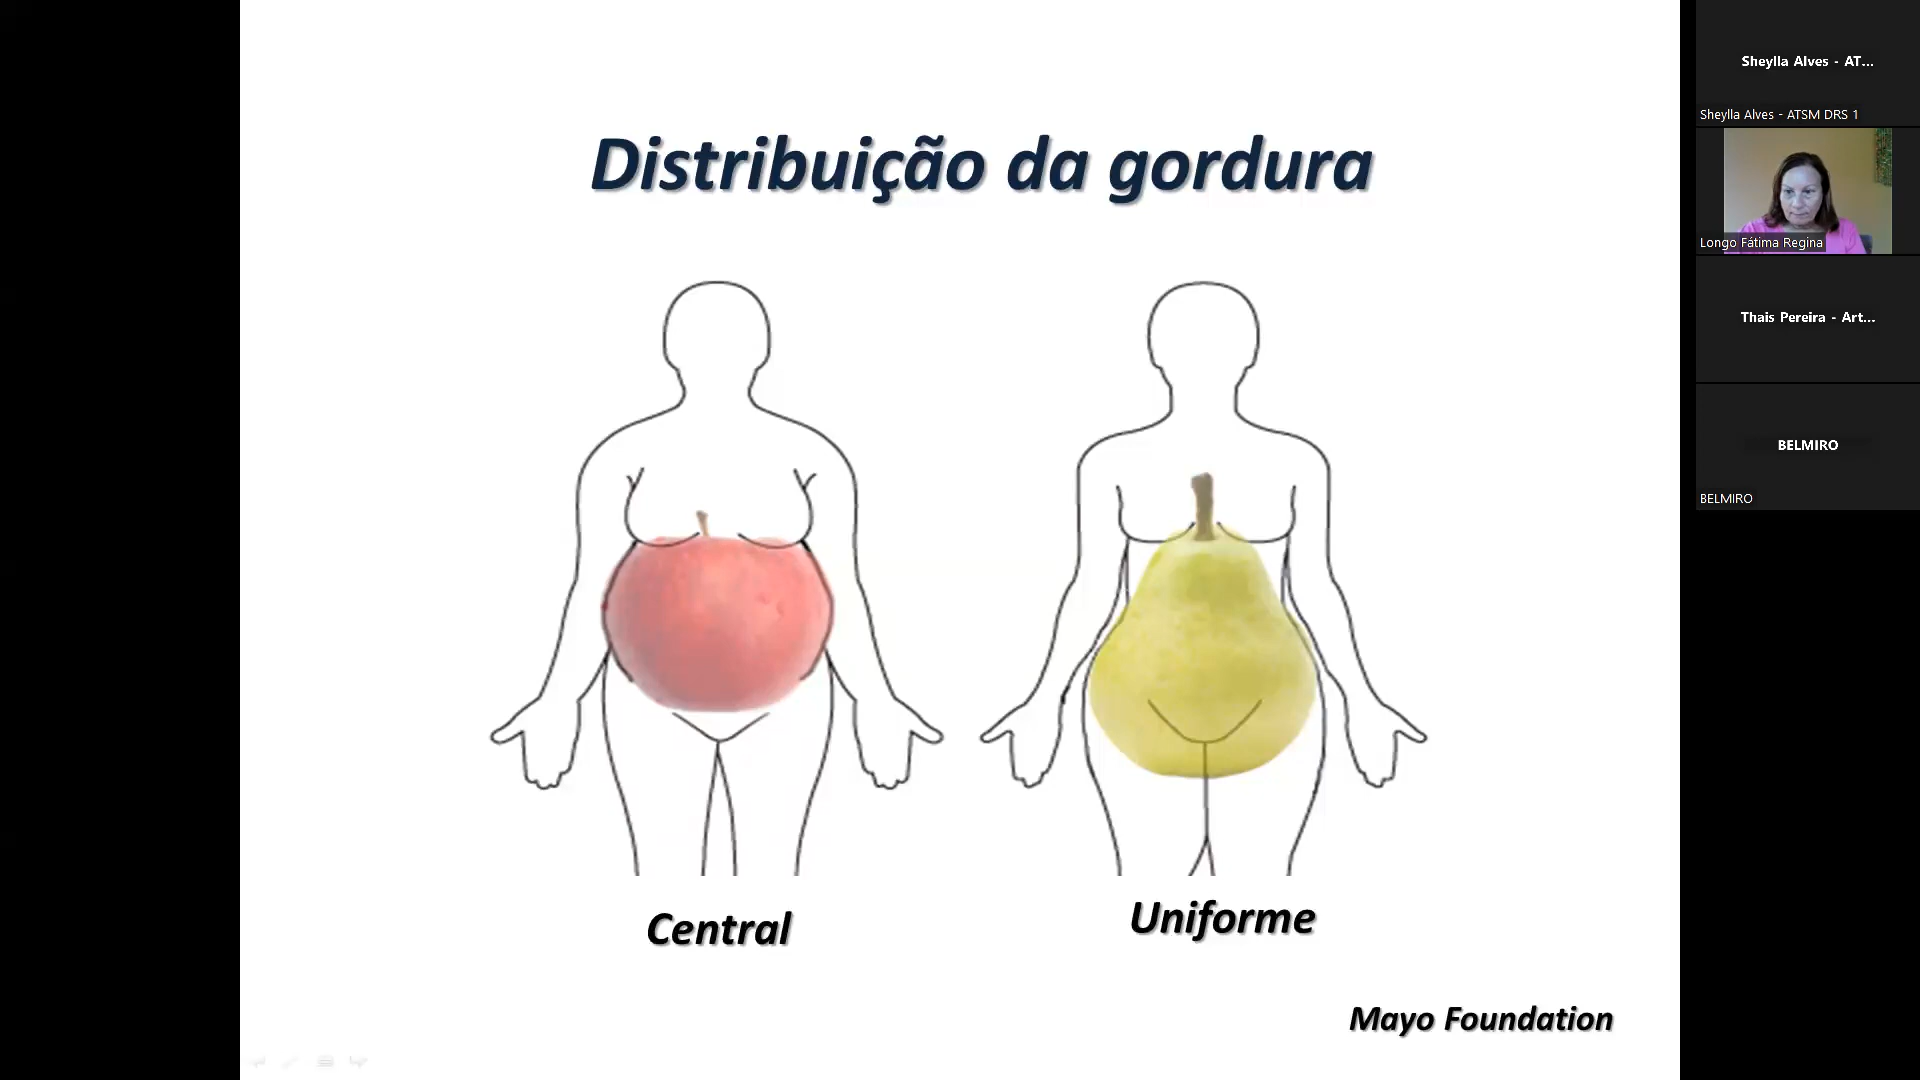 Distribuição da gordura
Central
Uniforme
Mayo Foundation
Sheylla Alves - AT...
Sheylla Alves - ATSM DRS 1
Longo Fátima Regina
Thais Pereira - Art...
BELMIRO
BELMIRO